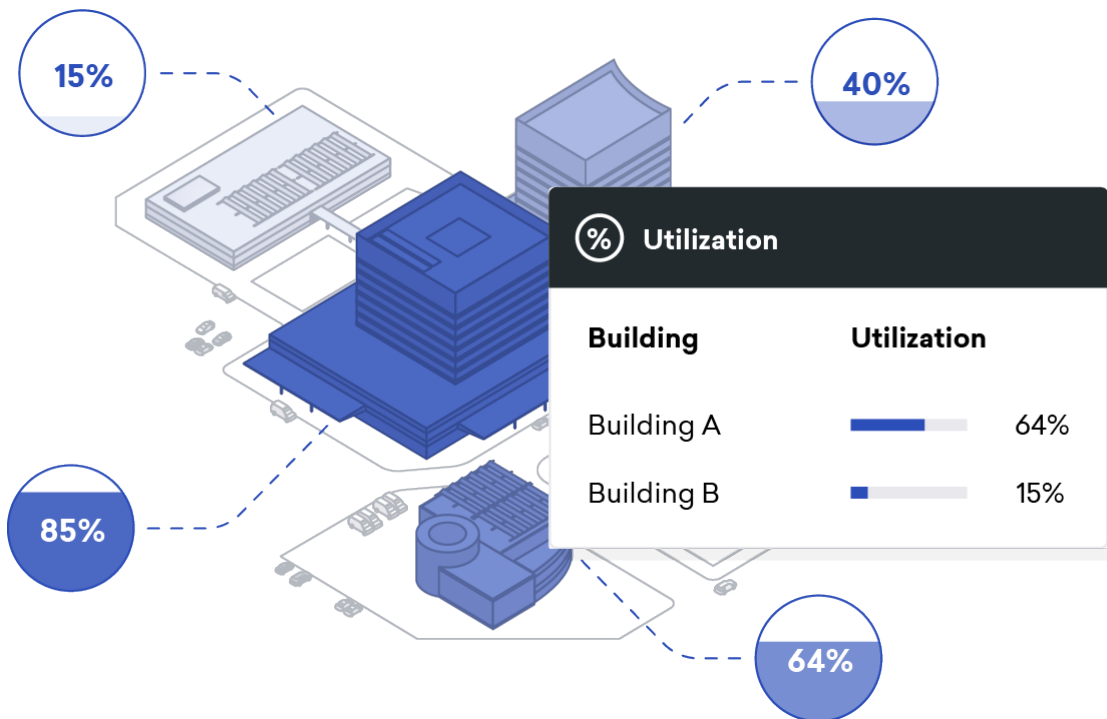 15%
40%
% Utilization
Building Utilization
Building A 64%
Building B 15%
85%
64%